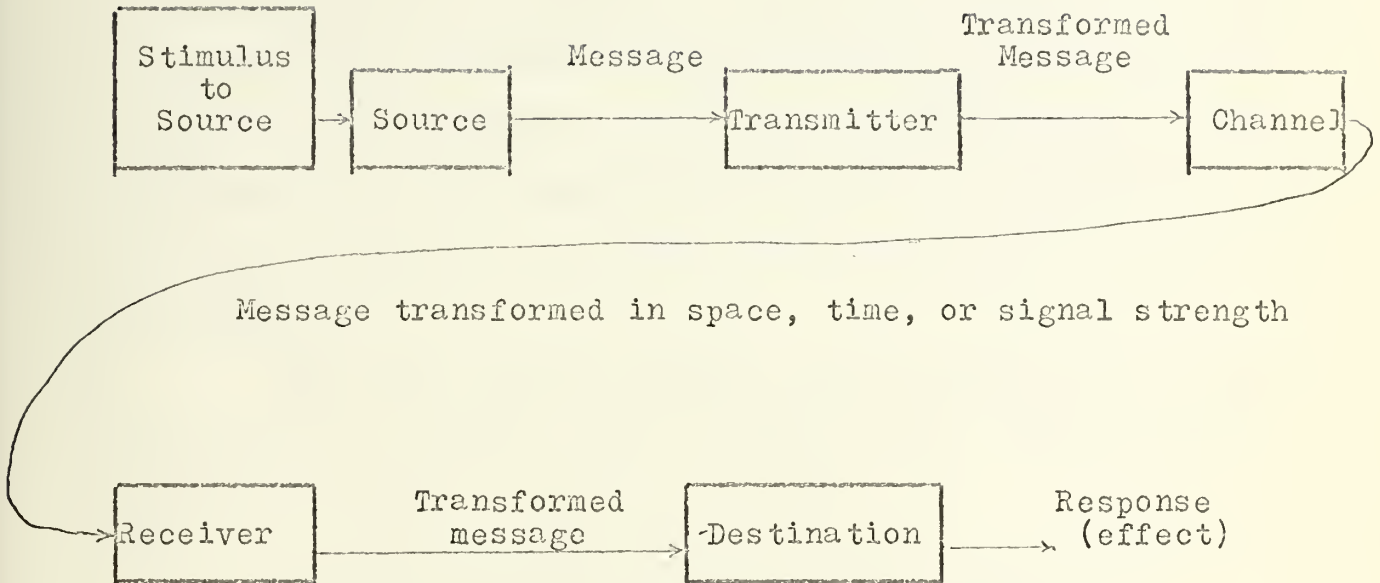 Stimulus
to
Source
Source
Message
Transmitter
Transformed
Message
Channel
Message transformed in space, time, or signal strength
Receiver
Transformed
message
Destination
Response
(effect)